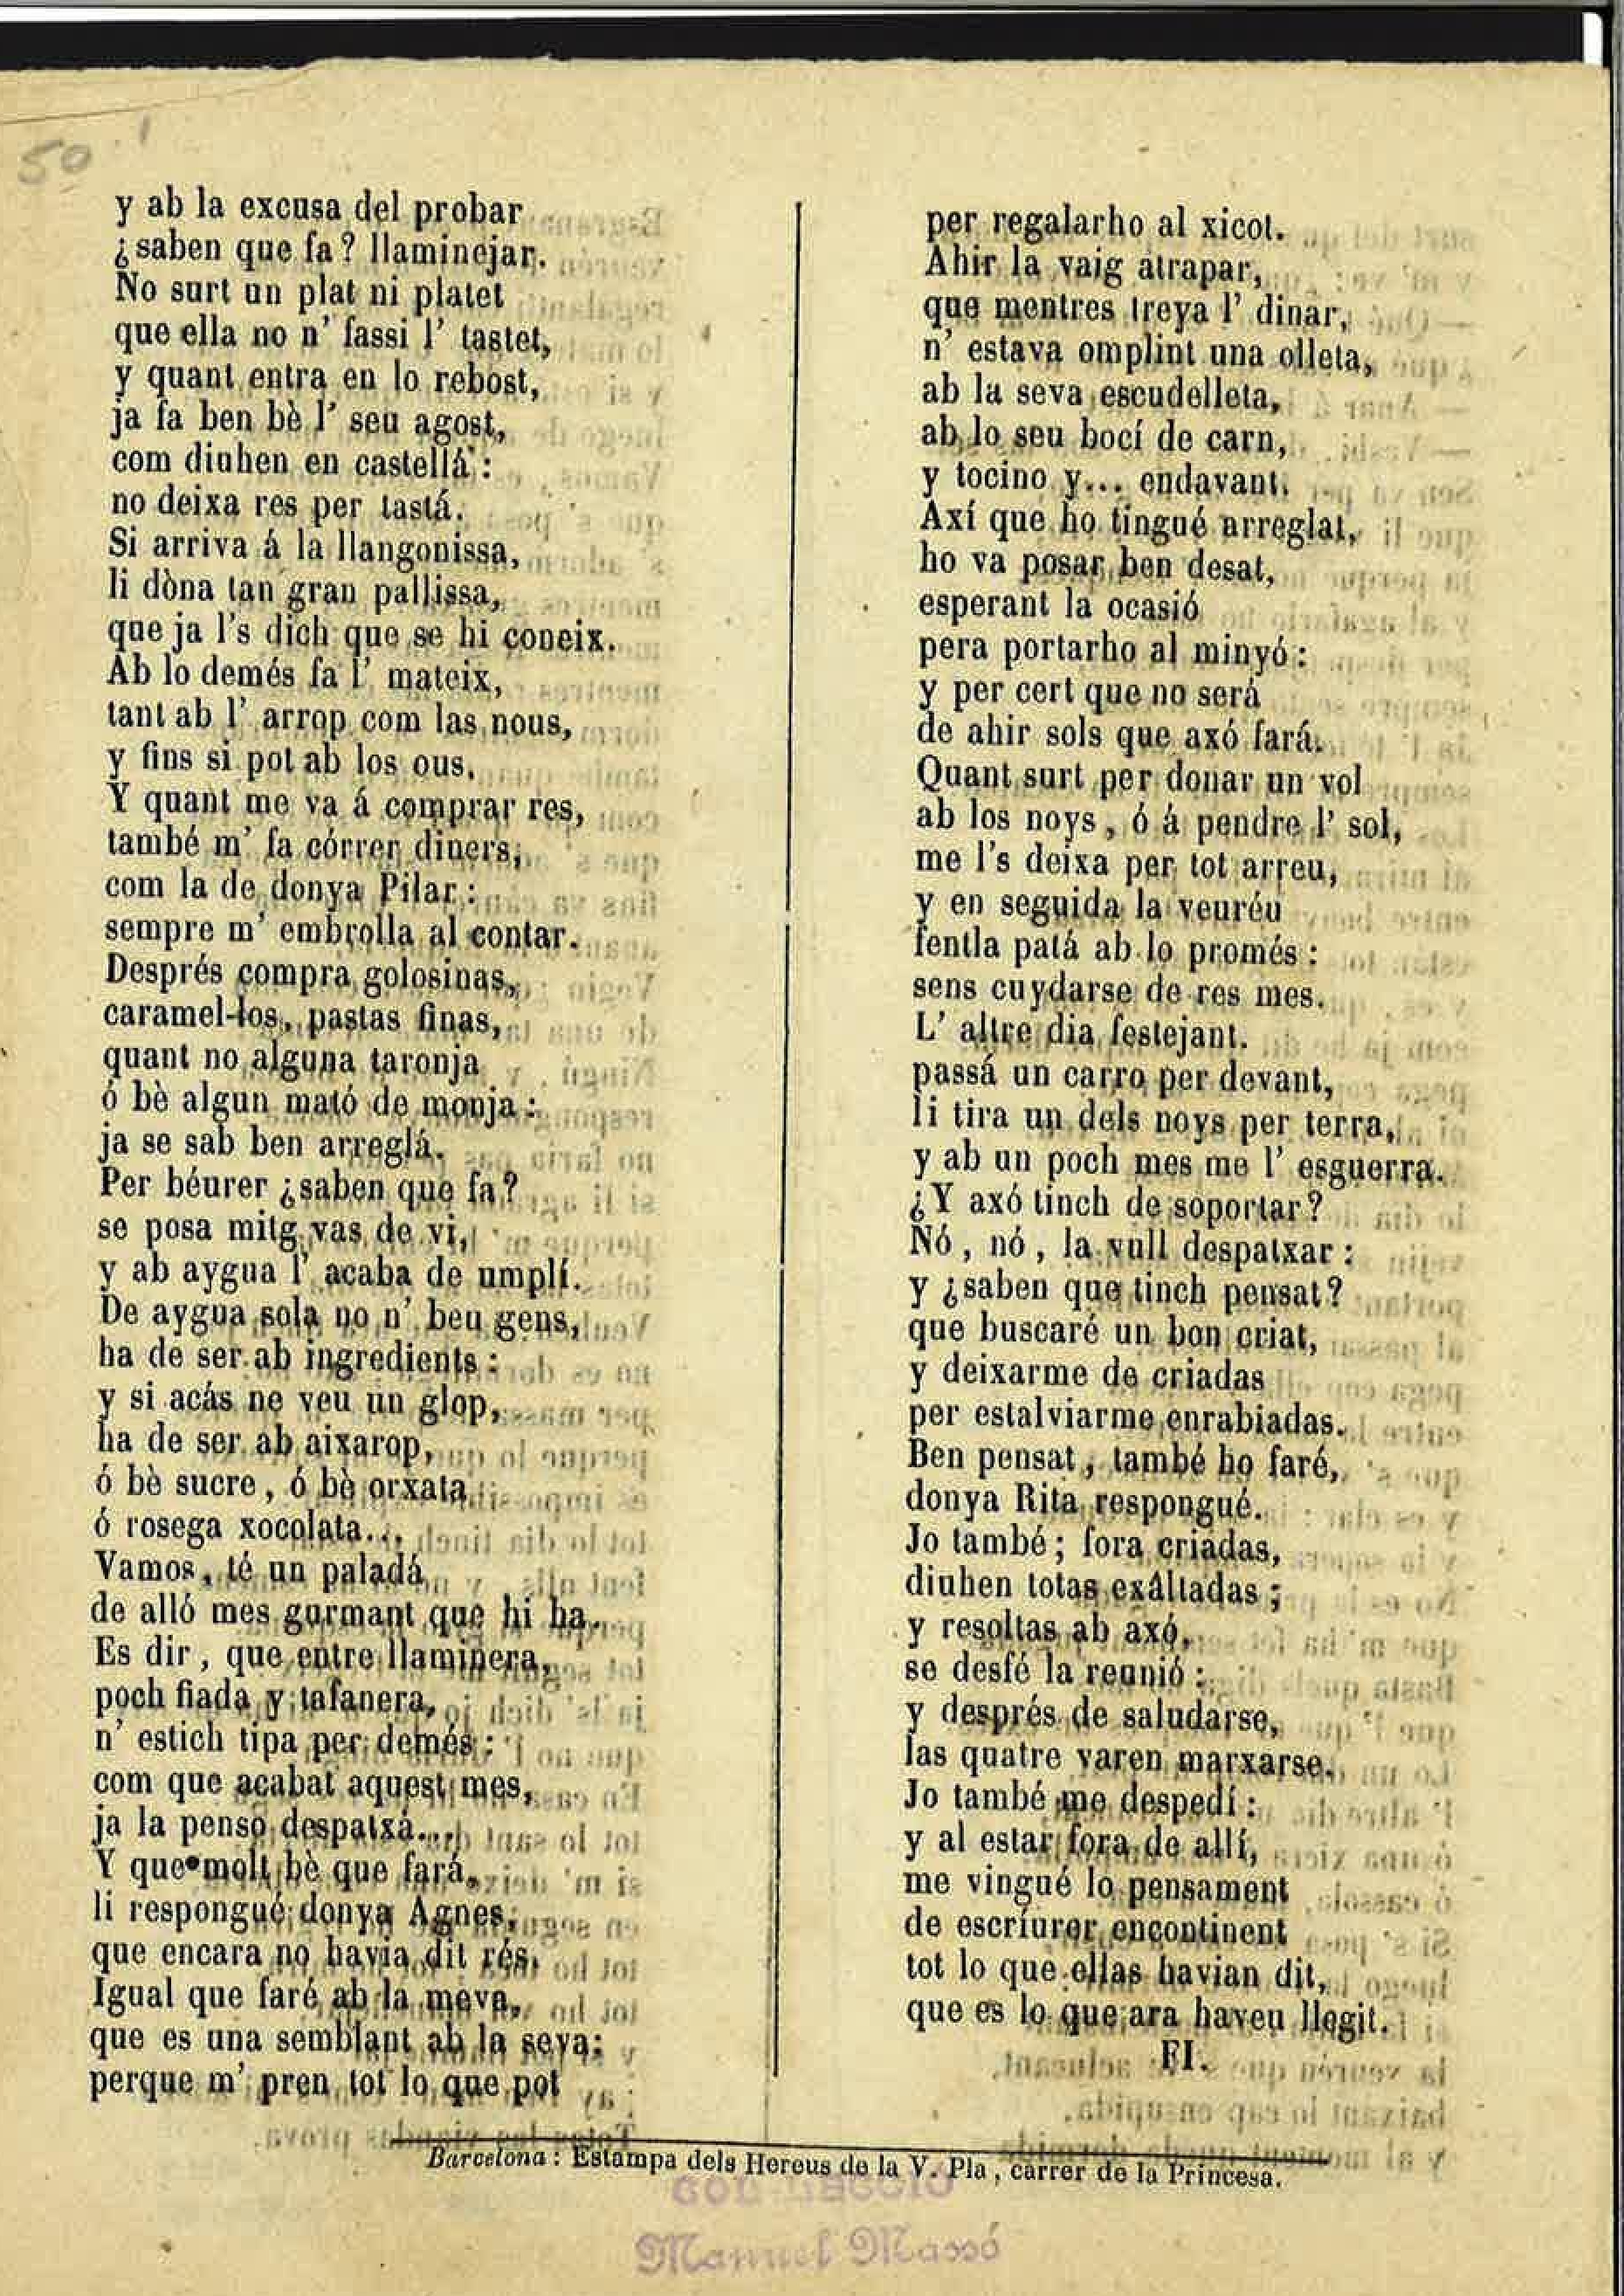 50
y ab la excusa del probar
¿saben que fa? llaminejar.
No surt un plat ni platet
que ella no n' fassi l' tastet,
y quant entra en lo rebost,
ja fa ben bè l' seu agost,
com diuhen en castellá:
no deixa res per tastá.
Si arriva á la llangonissa,
li dòna tan gran pallissa,
que ja l's dich que se hi coneix.
Ab lo demés fa l' mateix,
tant ab l' arrop com las nous,
y fins si pot ab los ous.
Y quant me va á comprar res,
també m' fa córrer diners,
com la de donya Pilar:
sempre m' embrolla al contar.
Després compra golosinas,
caramel-los, pastas finas,
quant no alguna taronja
ó bè algun mató de monja:
ja se sab ben arreglá.
Per béurer ¿saben que fa?
se posa mitg vas de vi,
y ab aygua l' acaba de umplí.
De aygua sola no n' beu gens,
ha de ser ab ingredients:
y si acás ne veu un glop,
ha de ser ab aixarop,
ó bè sucre, ó bè orxata
ó rosega xocolata...
Vamos, té un paladá
de alló mes gurmant que hi ha.
Es dir, que entre llaminera,
poch fiada y tafanera,
n' estich tipa per demés:
com que acabat aquest mes,
ja la penso despatxá...
Y que molt bè que fará,
li respongué donya Agnes,
que encara no havia dit rés.
Igual que faré ab la meva,
que es una semblant ab la seva;
perque m' pren tot lo que pot
per regalarho al xicot.
Ahir la vaig atrapar,
que mentres treya l' dinar,
n' estava omplint una olleta,
ab la seva escudelleta,
ab lo seu bocí de carn,
y tocino y... endavant.
Axí que ho tingué arreglat,
ho va posar ben desat,
esperant la ocasió
pera portarho al minyó:
y per cert que no será
de ahir sols que axó fará.
Quant surt per donar un vol
ab los noys, ó á pendre l' sol,
me l's deixa per tot arreu,
y en seguida la veuréu
fentla patá ab lo promés:
sens cuydarse de res mes.
L' altre dia festejant.
passá un carro per devant,
li tira un dels noys per terra,
y ab un poch mes me l' esguerra.
¿Y axó tinch de soportar?
Nó, nó, la vull despatxar:
y ¿saben que tinch pensat?
que buscaré un bon criat,
y deixarme de criadas
per estalviarme enrabiadas.
Ben pensat, també ho faré,
donya Rita respongué.
Jo també; fora criadas,
diuhen totas exâltadas;
y resoltas ab axó,
se desfé la reunió:
y després de saludarse,
las quatre varen marxarse.
Jo també me despedí:
y al estar fora de allí,
me vingué lo pensament
de escríurer encontinent
tot lo que ellas havian dit,
que es lo que ara haveu llegit.
FI.
Barcelona: Estampa dels Hereus de la V. Pla, carrer de la Princesa.
COL·LECCIÓ
Manuel Massó